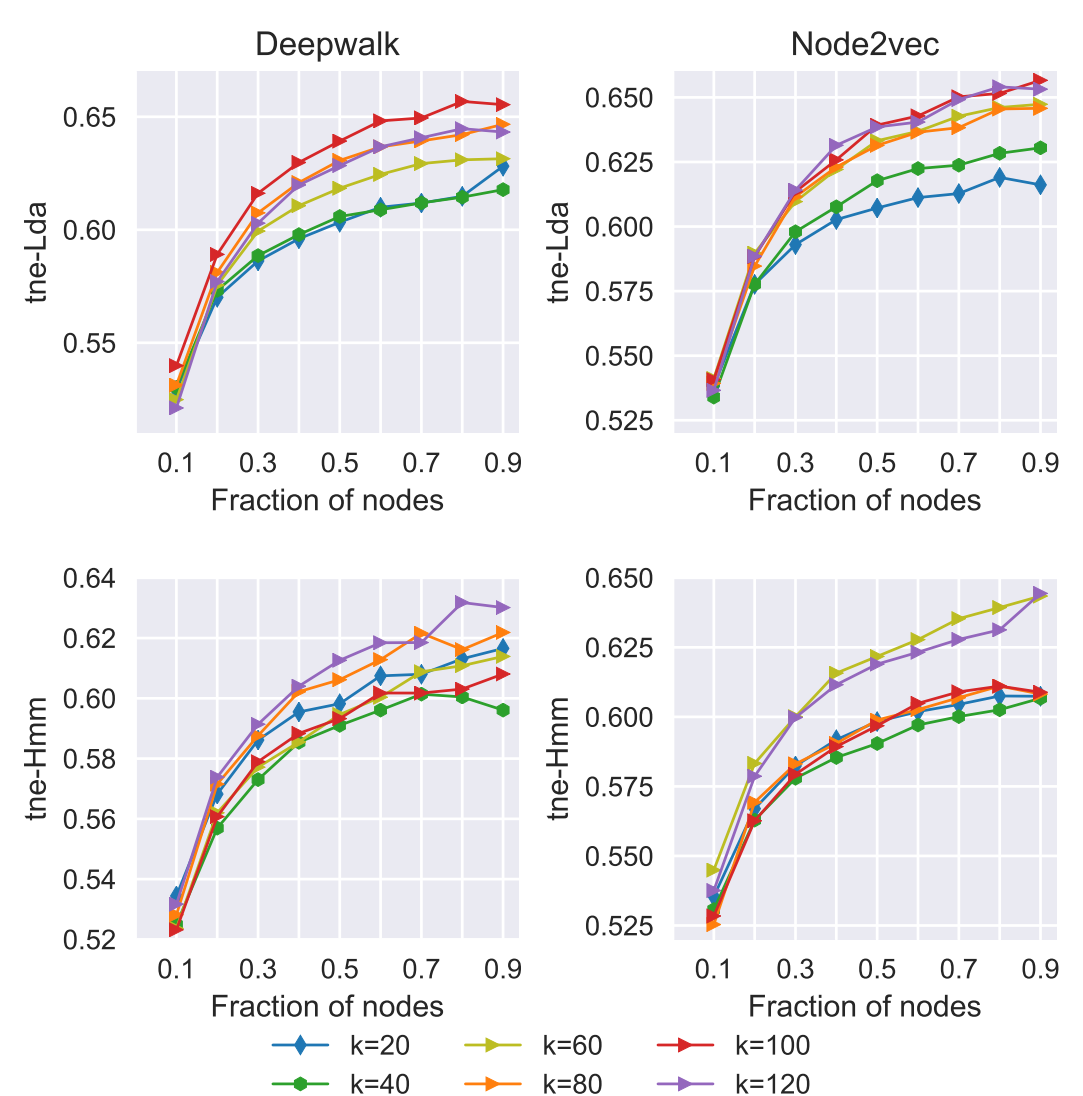 Deepwalk Node2vec
tne-Lda
0.65
0.60
0.55
0.1 0.3 0.5 0.7 0.9
Fraction of nodes
tne-Lda
0.650
0.625
0.600
0.575
0.550
0.525
0.1 0.3 0.5 0.7 0.9
Fraction of nodes
tne-Hmm
0.64
0.62
0.60
0.58
0.56
0.54
0.52
0.1 0.3 0.5 0.7 0.9
Fraction of nodes
tne-Hmm
0.650
0.625
0.600
0.575
0.550
0.525
0.1 0.3 0.5 0.7 0.9
Fraction of nodes
k=20 k=60 k=100
k=40 k=80 k=120